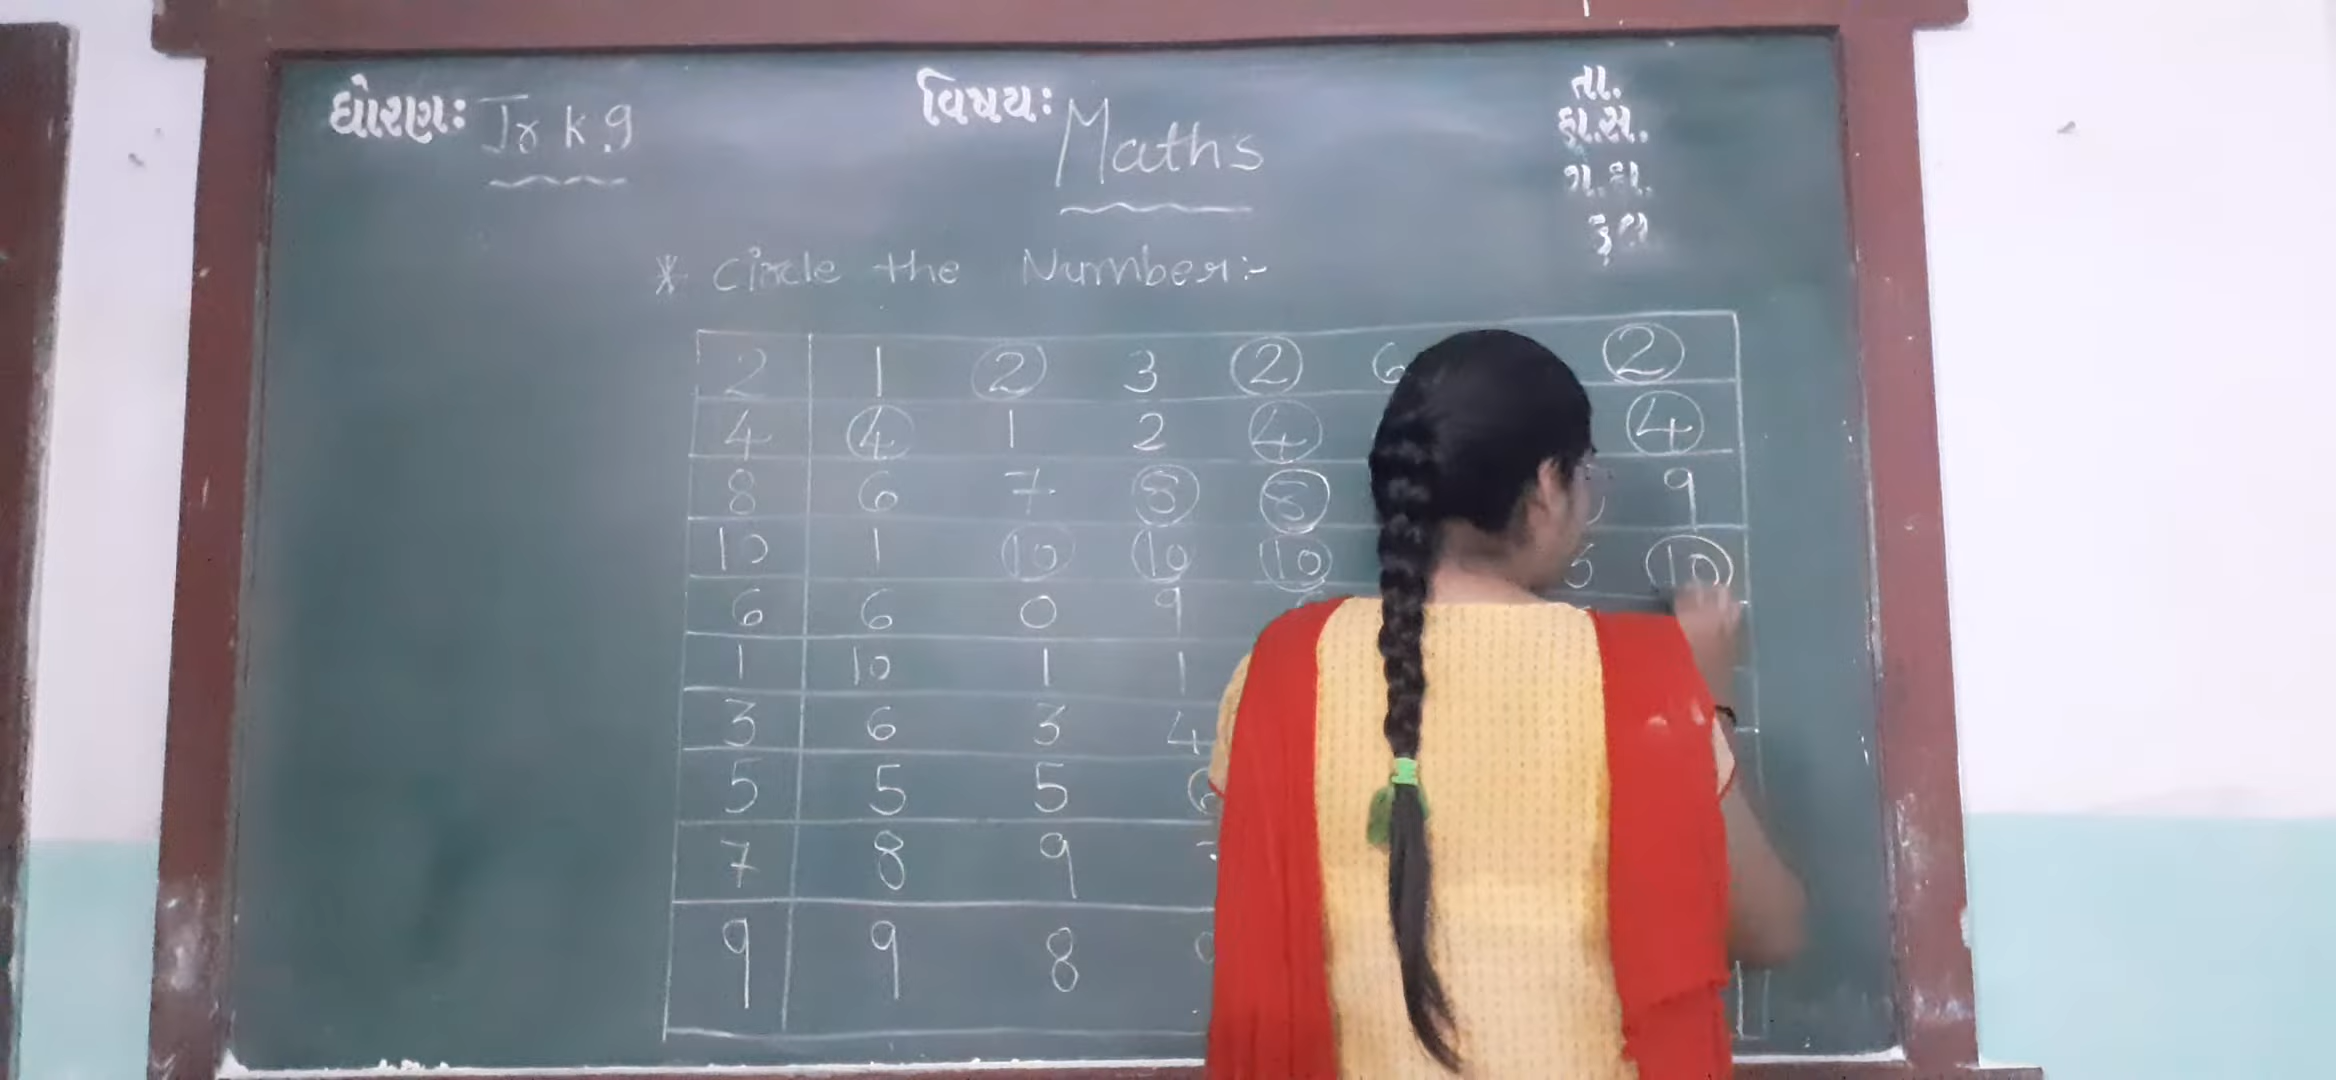 ધોરણઃ Jr k.g
વિષયઃ Maths
તા.
હા.સ.
ગ.હા.
કુલ
* Circle the Number:-
2 1 2 3 2 6 2
4 4 1 2 4 4
8 6 7 8 8 9
10 1 10 10 10 10
6 6 0 9
1 10 1 1
3 6 3 4
5 5 5
7 8 9
9 9 8